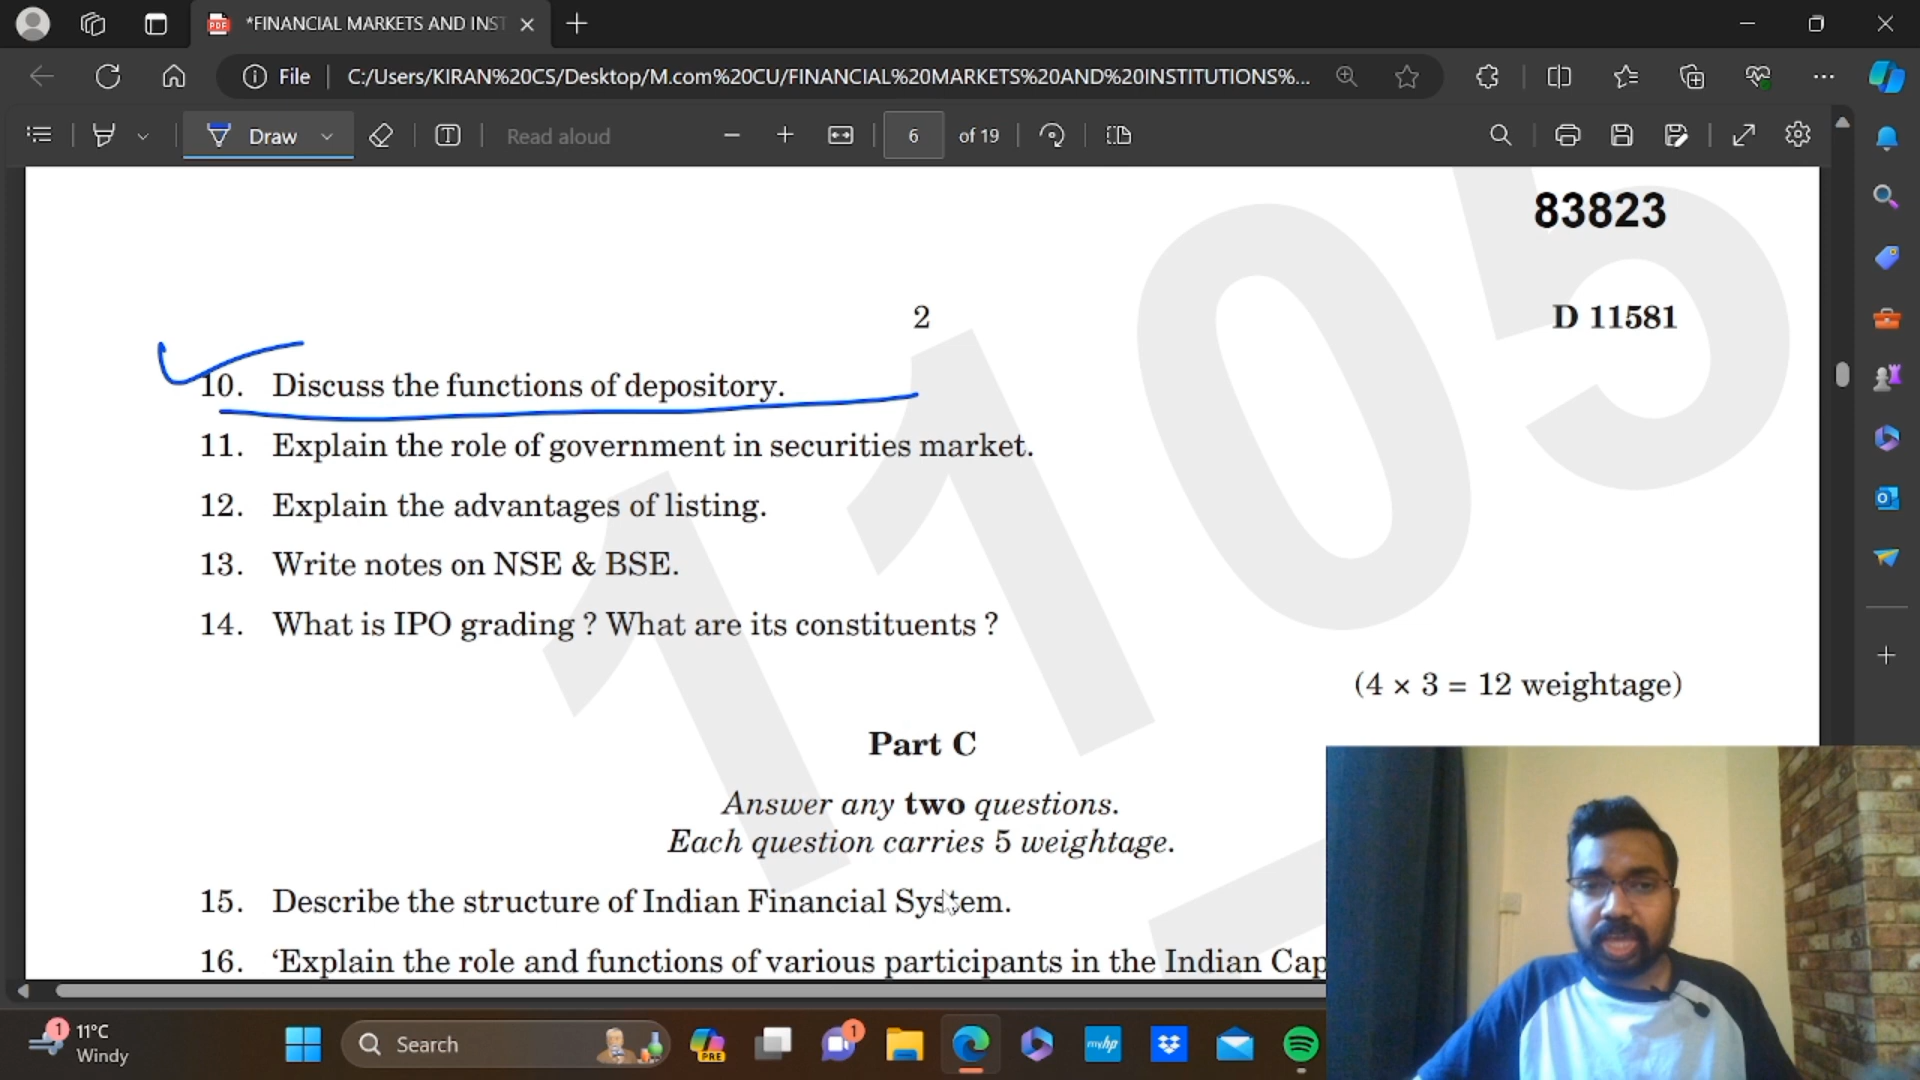 *FINANCIAL MARKETS AND INST
File
C:/Users/KIRAN%20CS/Desktop/M.com%20CU/FINANCIAL%20MARKETS%20AND%20INSTITUTIONS%...
Draw
Read aloud
6 of 19
83823
2
D 11581
10. Discuss the functions of depository.
11. Explain the role of government in securities market.
12. Explain the advantages of listing.
13. Write notes on NSE & BSE.
14. What is IPO grading ? What are its constituents ?
(4 × 3 = 12 weightage)
Part C
Answer any two questions.
Each question carries 5 weightage.
15. Describe the structure of Indian Financial System.
16. ‘Explain the role and functions of various participants in the Indian Cap
1105
1
11°C
Windy
Search
PRE
1
myhp